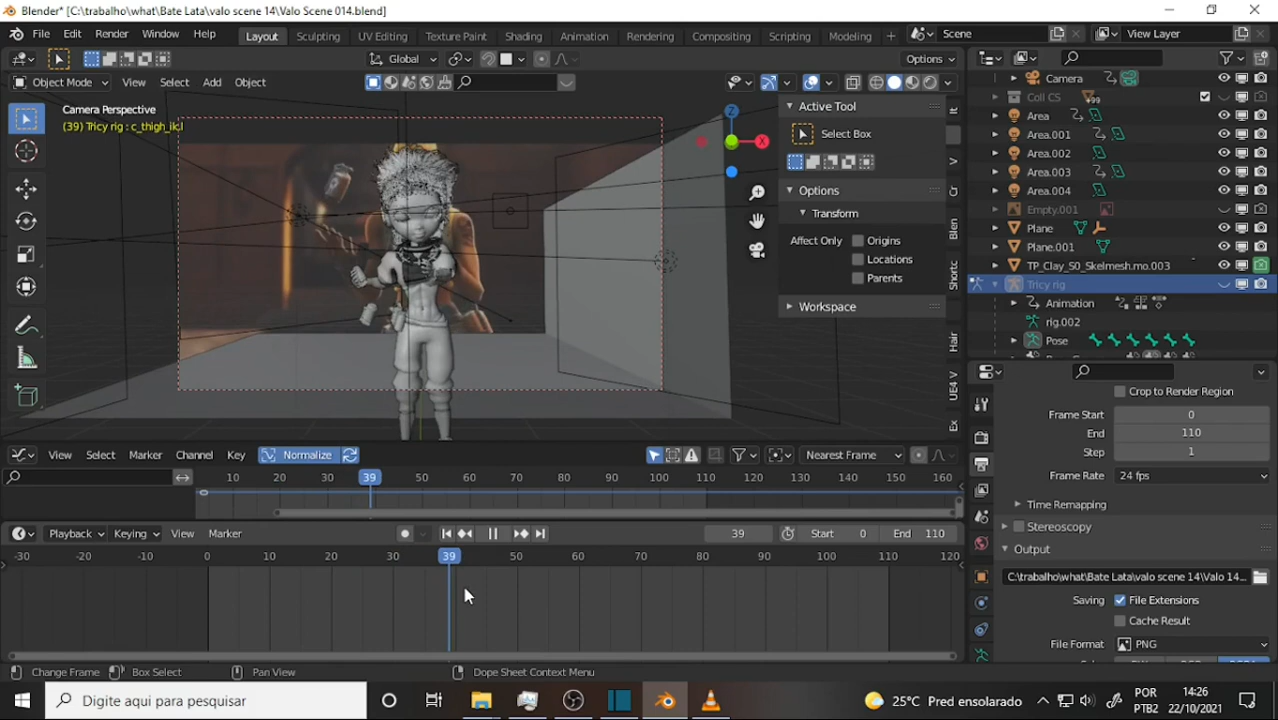 Blender* [C:\trabalho\what\Bate Lata\valo scene 14\Valo Scene 014.blend]
File Edit Render Window Help Layout Sculpting UV Editing Texture Paint Shading Animation Rendering Compositing Scripting Modeling + Scene View Layer
Global Options
Object Mode View Select Add Object
Camera Perspective
(39) Tricy rig : c_thigh_ik.l
Z
X
Active Tool
Select Box
Options
Transform
Affect Only Origins
Locations
Parents
Workspace
It
V
Cr
Blen
Shortc
Hair
UE4 V
Ex
Camera
Coll CS 99
Area
Area.001
Area.002
Area.003
Area.004
Empty.001
Plane
Plane.001
TP_Clay_S0_Skelmesh.mo.003
Tricy rig
Animation
rig.002
Pose
Crop to Render Region
Frame Start 0
End 110
Step 1
Frame Rate 24 fps
Time Remapping
Stereoscopy
Output
C:\trabalho\what\Bate Lata\valo scene 14\Valo 14...
Saving File Extensions
Cache Result
File Format PNG
View Select Marker Channel Key Normalize Nearest Frame
10 20 30 39 50 60 70 80 90 100 110 120 130 140 150 160
Playback Keying View Marker 39 Start 0 End 110
-30 -20 -10 0 10 20 30 39 50 60 70 80 90 100 110 120
Change Frame Box Select Pan View Dope Sheet Context Menu
Digite aqui para pesquisar 25°C Pred ensolarado POR 14:26
PTB2 22/10/2021